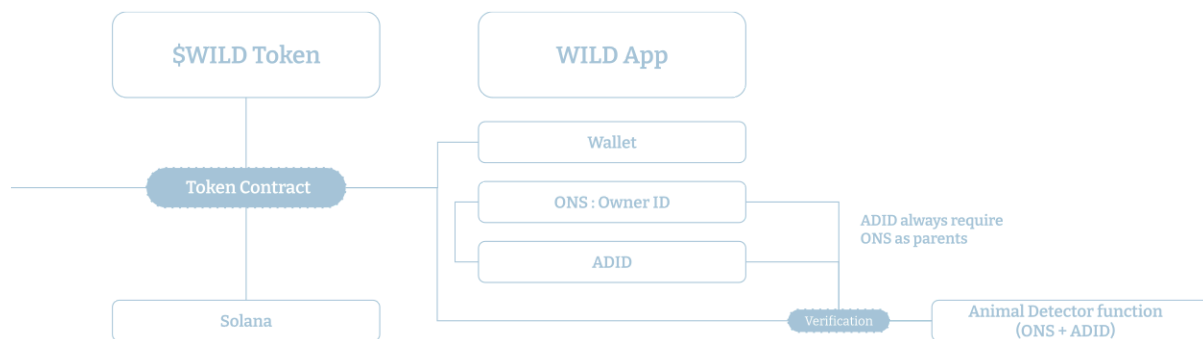 $WILD Token
WILD App
Wallet
Token Contract
ONS : Owner ID
ADID always require
ONS as parents
ADID
Solana
Verification
Animal Detector function
(ONS + ADID)